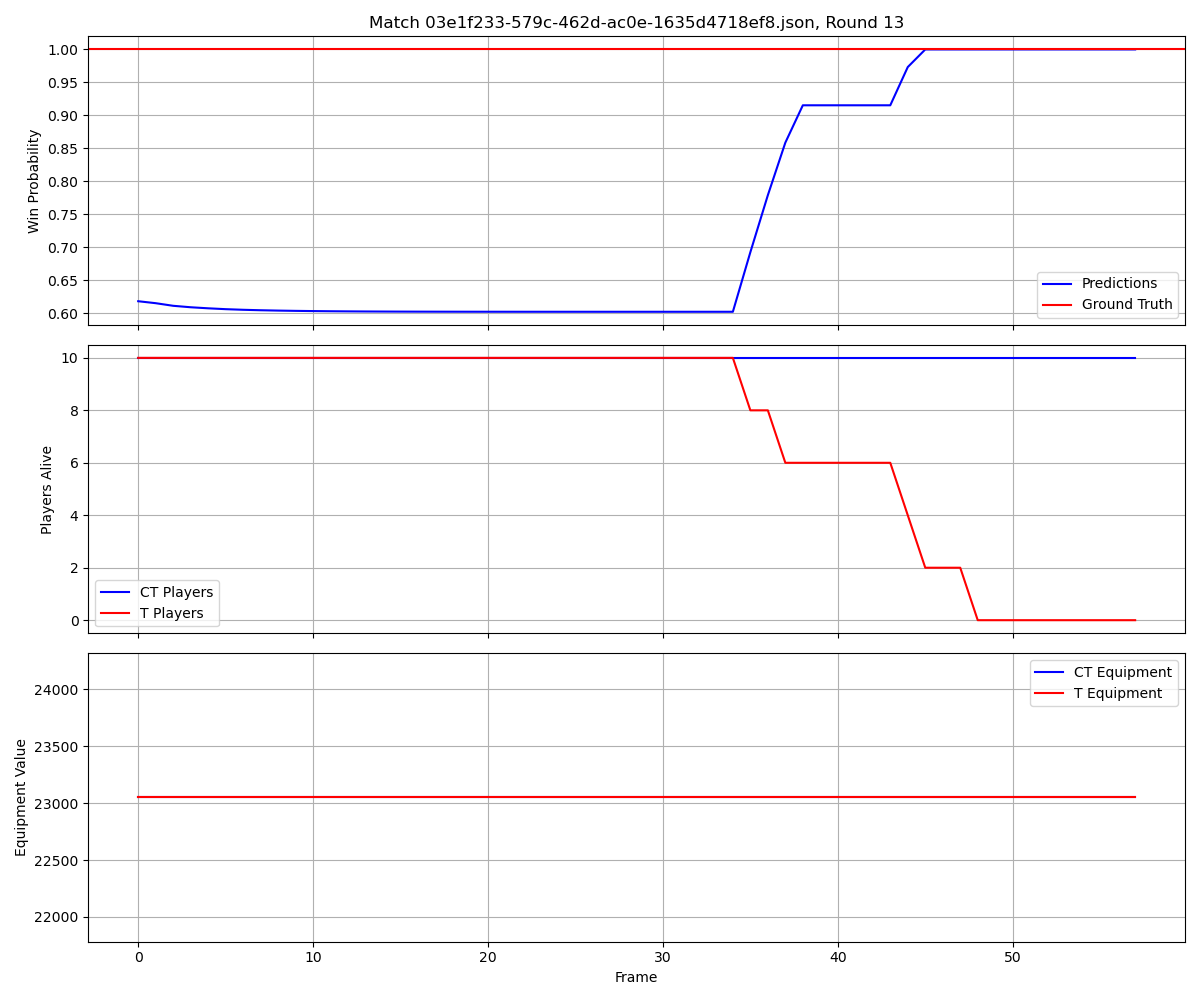 Match 03e1f233-579c-462d-ac0e-1635d4718ef8.json, Round 13
Win Probability
1.00
0.95
0.90
0.85
0.80
0.75
0.70
0.65
0.60
Predictions
Ground Truth
Players Alive
10
8
6
4
2
0
CT Players
T Players
Equipment Value
24000
23500
23000
22500
22000
CT Equipment
T Equipment
0 10 20 30 40 50
Frame